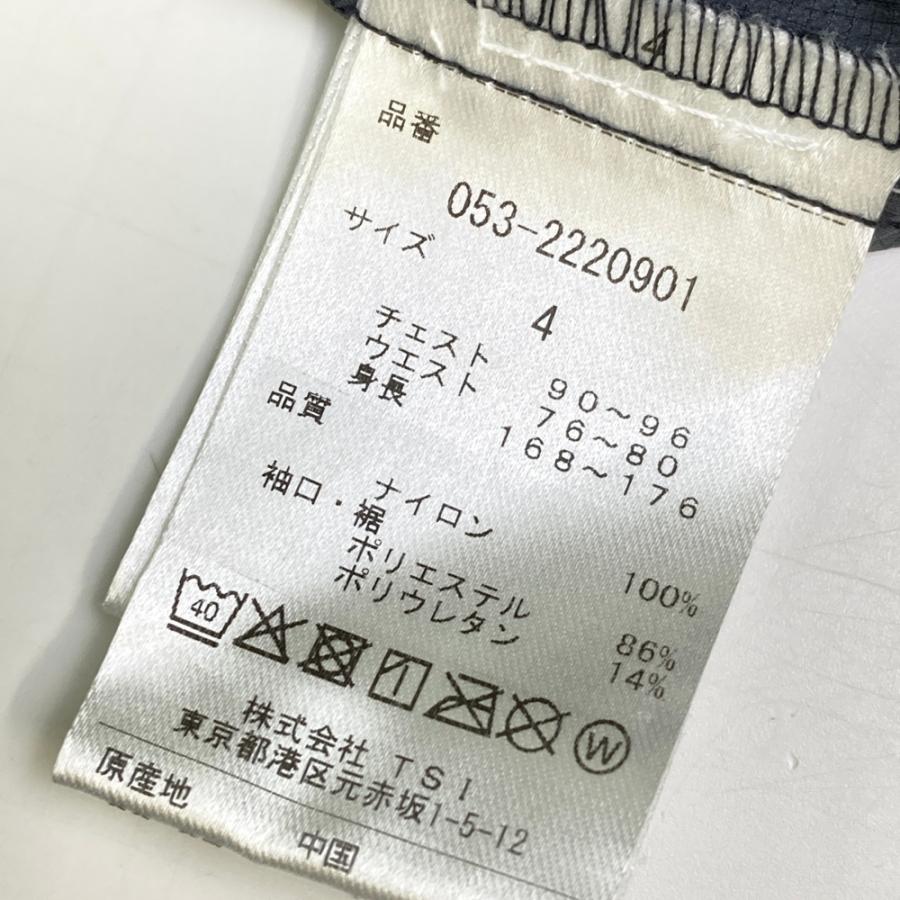 4
品番
053-2220901
サイズ
4
チェスト 90～96
ウエスト 76～80
身長 168～176
品質
ナイロン 100%
袖口・裾
ポリエステル 86%
ポリウレタン 14%
40
W
株式会社 TSI
東京都港区元赤坂1-5-12
原産地
中国